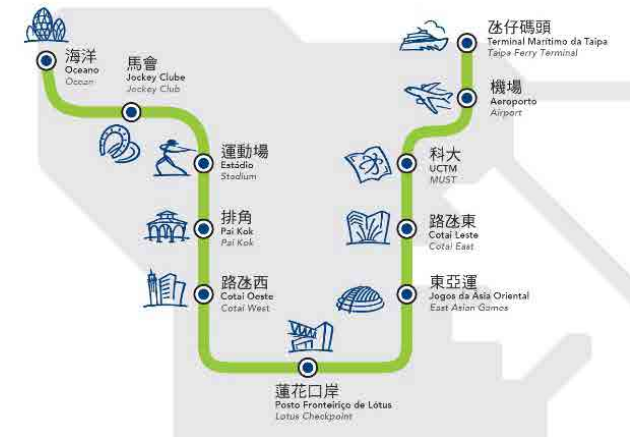 海洋
Oceano
Ocean
馬會
Jockey Clube
Jockey Club
運動場
Estádio
Stadium
排角
Pai Kok
Pai Kok
路氹西
Cotai Oeste
Cotai West
蓮花口岸
Posto Fronteiriço de Lótus
Lotus Checkpoint
東亞運
Jogos da Ásia Oriental
East Asian Games
路氹東
Cotai Leste
Cotai East
科大
UCTM
MUST
機場
Aeroporto
Airport
氹仔碼頭
Terminal Marítimo da Taipa
Taipa Ferry Terminal